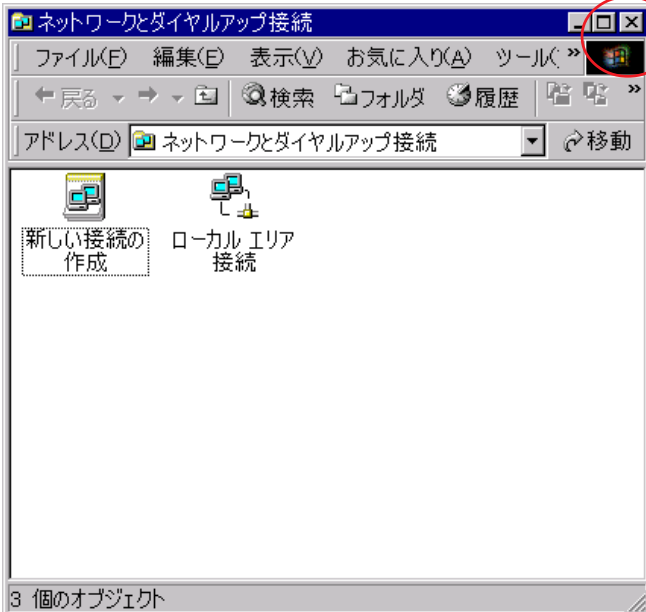 ネットワークとダイヤルアップ接続
ファイル(F) 編集(E) 表示(V) お気に入り(A) ツール( »
戻る 検索 フォルダ 履歴 »
アドレス(D) ネットワークとダイヤルアップ接続 移動
新しい接続の
作成
ローカル エリア
接続
3 個のオブジェクト